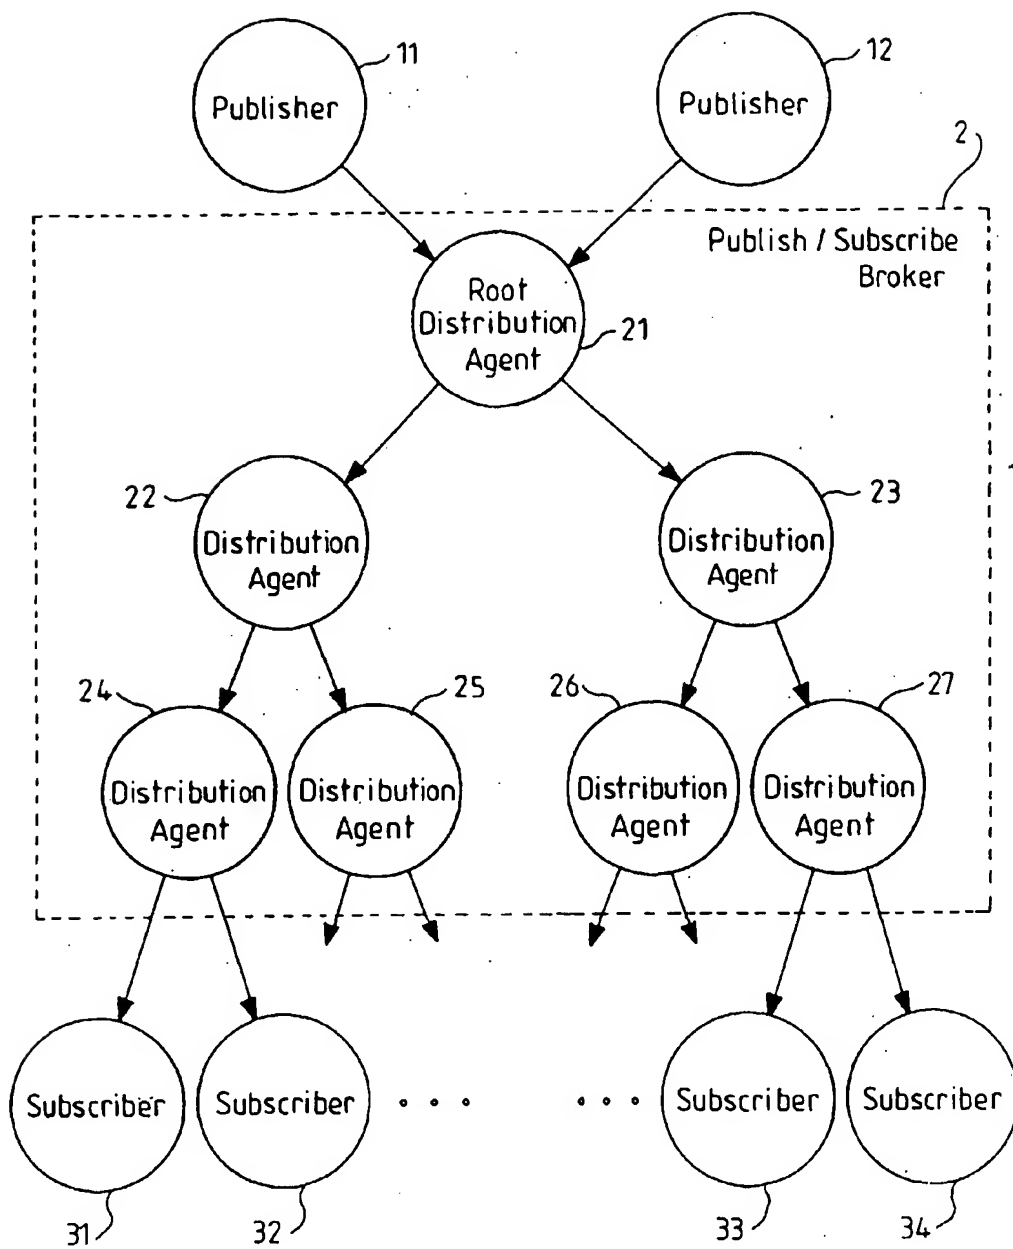 11
12
Publisher
Publisher
2
Publish / Subscribe
Broker
Root
Distribution
Agent
21
22
23
Distribution
Agent
Distribution
Agent
24
25
26
27
Distribution
Agent
Distribution
Agent
Distribution
Agent
Distribution
Agent
Subscriber
Subscriber
Subscriber
Subscriber
31
32
33
34